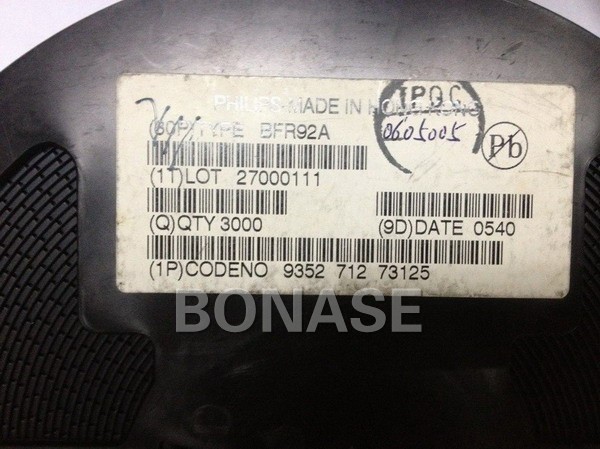 IPQC
PHILIPS MADE IN HONG KONG
0605005
(30P)TYPE BFR92A
Pb
(1T)LOT 27000111
(Q)QTY 3000
(9D)DATE 0540
(1P)CODENO 9352 712 73125
BONASE